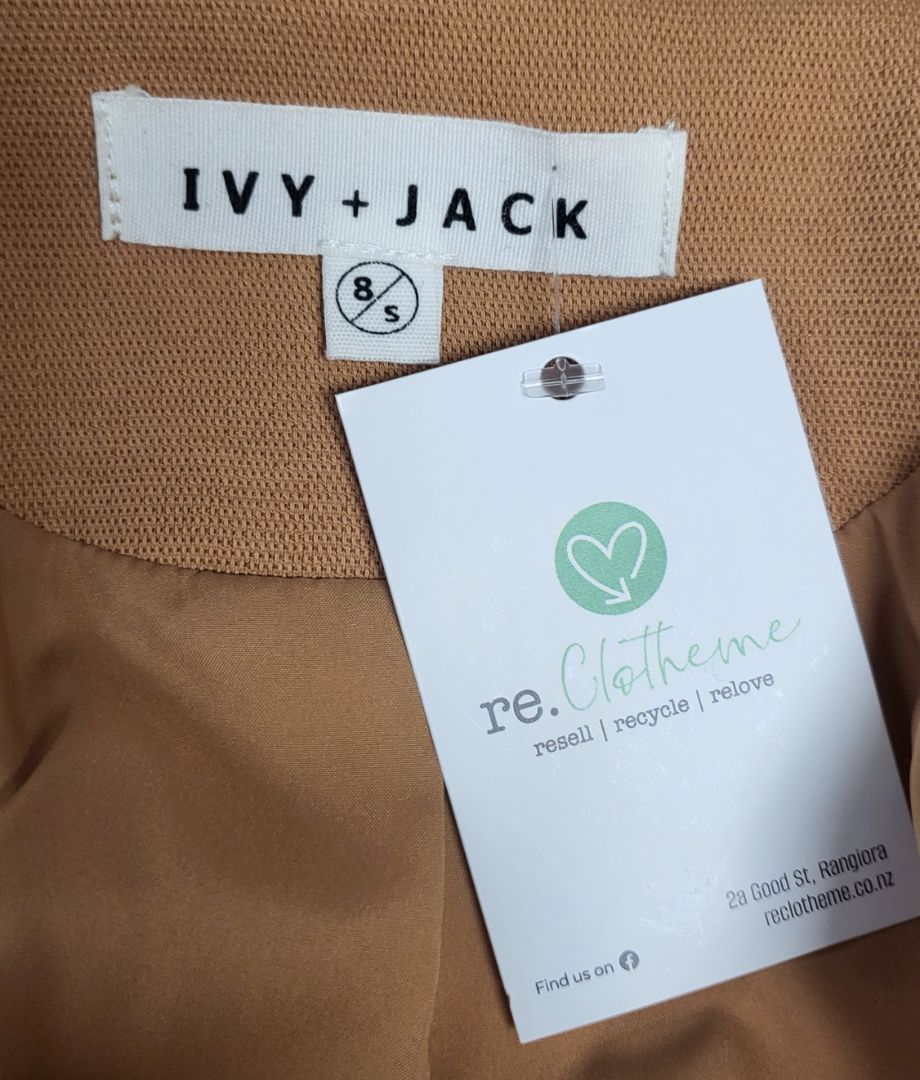 IVY + JACK
8/s
re.Clotheme
resell | recycle | relove
2a Good St, Rangiora
reclotheme.co.nz
Find us on f